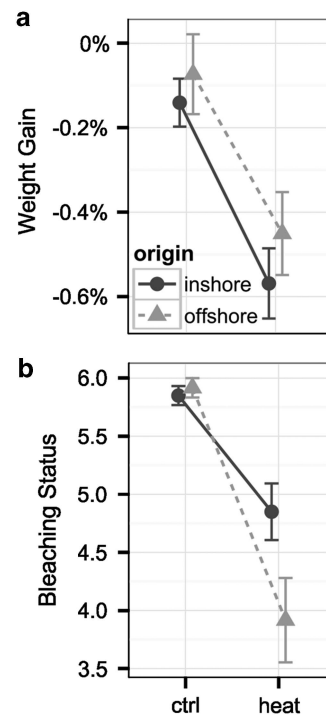 a
Weight Gain
0%
-0.2%
-0.4%
-0.6%
origin
inshore
offshore
b
Bleaching Status
6.0
5.5
5.0
4.5
4.0
3.5
ctrl heat